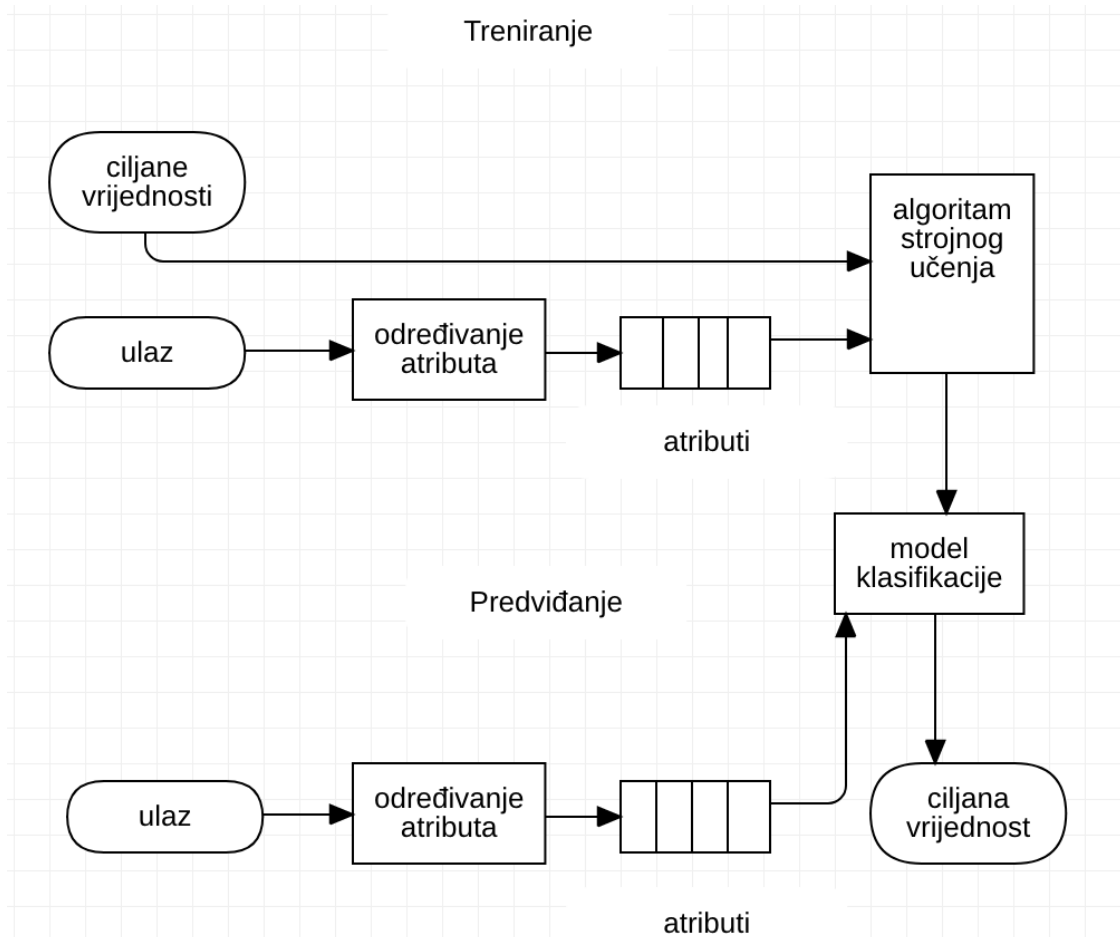 Treniranje
ciljane
vrijednosti
algoritam
strojnog
učenja
ulaz
određivanje
atributa
atributi
model
klasifikacije
Predviđanje
ulaz
određivanje
atributa
ciljana
vrijednost
atributi